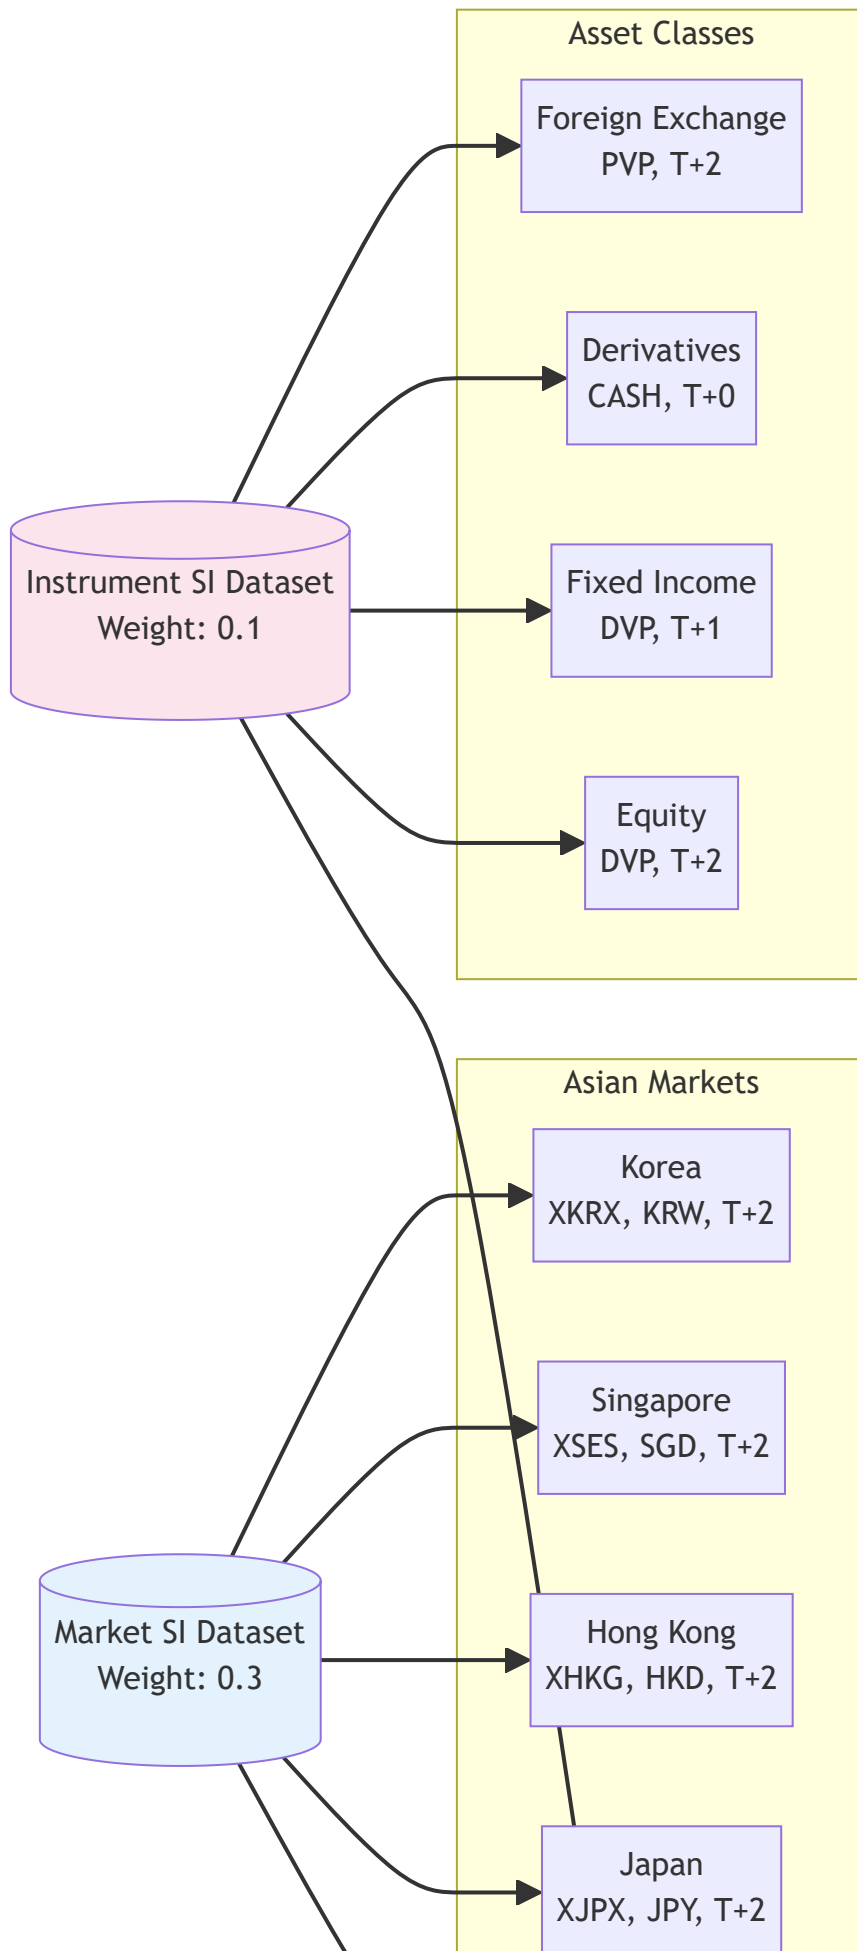 Asset Classes
Foreign Exchange
PVP, T+2
Derivatives
CASH, T+0
Instrument SI Dataset
Weight: 0.1
Fixed Income
DVP, T+1
Equity
DVP, T+2
Asian Markets
Korea
XKRX, KRW, T+2
Singapore
XSES, SGD, T+2
Market SI Dataset
Weight: 0.3
Hong Kong
XHKG, HKD, T+2
Japan
XJPX, JPY, T+2